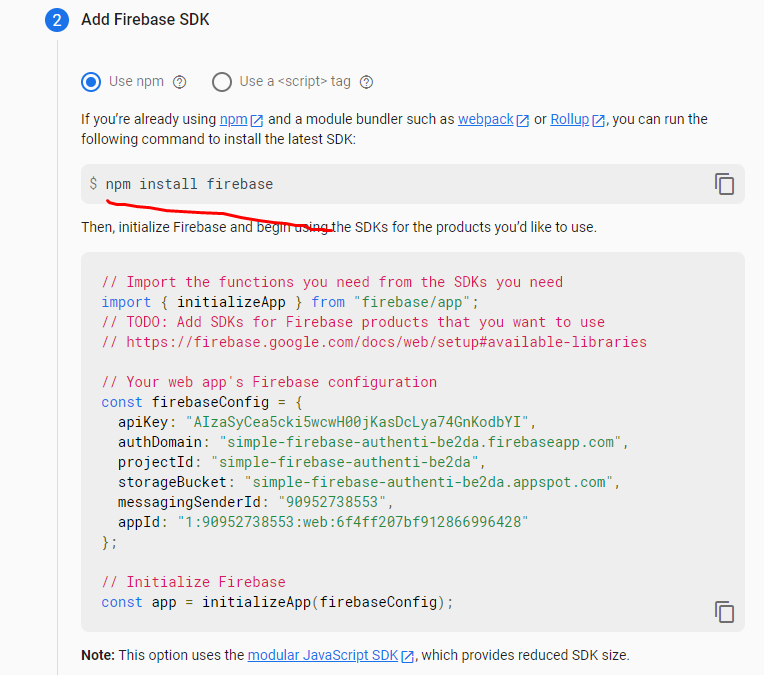 2 Add Firebase SDK
Use npm Use a <script> tag
If you're already using npm and a module bundler such as webpack or Rollup, you can run the
following command to install the latest SDK:
$ npm install firebase
Then, initialize Firebase and begin using the SDKs for the products you'd like to use.
// Import the functions you need from the SDKs you need
import { initializeApp } from "firebase/app";
// TODO: Add SDKs for Firebase products that you want to use
// https://firebase.google.com/docs/web/setup#available-libraries
// Your web app's Firebase configuration
const firebaseConfig = {
apiKey: "AIzaSyCea5cki5wcwH00jKasDcLya74GnKodbYI",
authDomain: "simple-firebase-authenti-be2da.firebaseapp.com",
projectId: "simple-firebase-authenti-be2da",
storageBucket: "simple-firebase-authenti-be2da.appspot.com",
messagingSenderId: "90952738553",
appId: "1:90952738553:web:6f4ff207bf912866996428"
};
// Initialize Firebase
const app = initializeApp(firebaseConfig);
Note: This option uses the modular JavaScript SDK, which provides reduced SDK size.